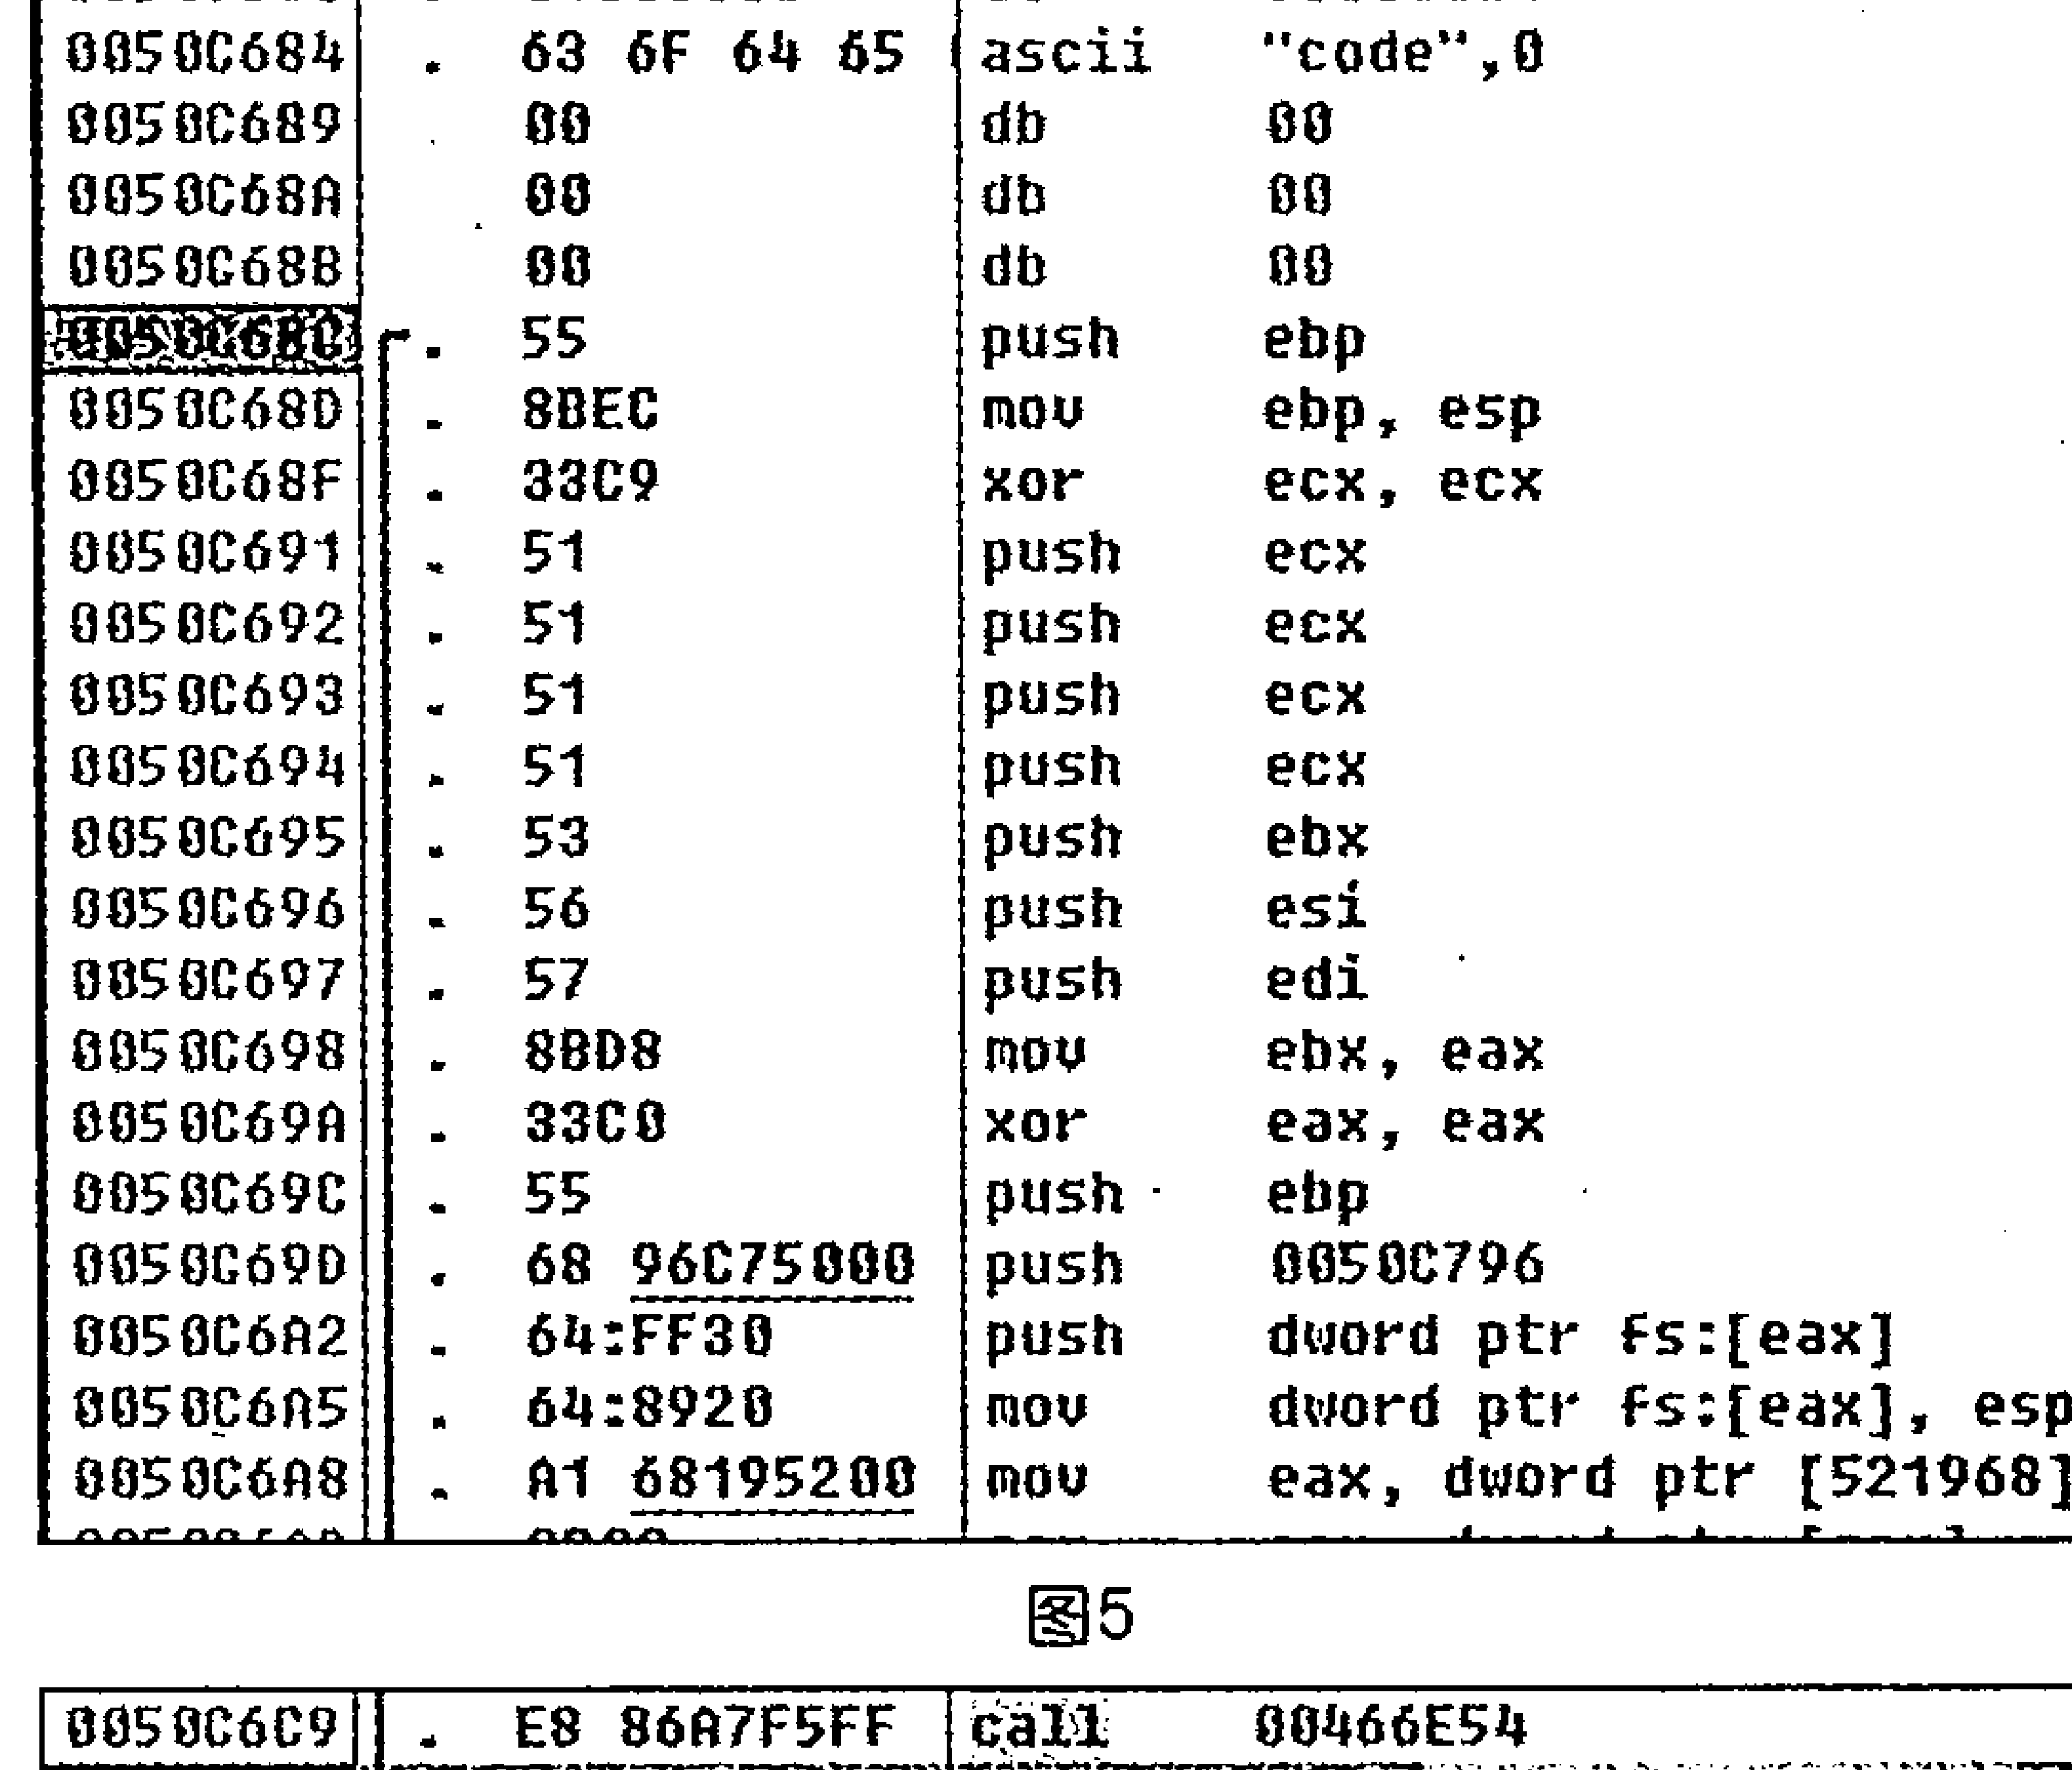 0050C684 . 63 6F 64 65 ascii "code",0
0050C689 . 00 db 00
0050C68A 00 db 00
0050C68B 00 db 00
0050C68C . 55 push ebp
0050C68D . 8BEC mov ebp, esp
0050C68F . 33C9 xor ecx, ecx
0050C691 . 51 push ecx
0050C692 . 51 push ecx
0050C693 . 51 push ecx
0050C694 . 51 push ecx
0050C695 . 53 push ebx
0050C696 . 56 push esi
0050C697 . 57 push edi
0050C698 . 8BD8 mov ebx, eax
0050C69A . 33C0 xor eax, eax
0050C69C . 55 push ebp
0050C69D . 68 96C75000 push 0050C796
0050C6A2 . 64:FF30 push dword ptr fs:[eax]
0050C6A5 . 64:8920 mov dword ptr fs:[eax], esp
0050C6A8 . A1 68195200 mov eax, dword ptr [521968]
图5
0050C6C9 . E8 86A7F5FF call 00466E54